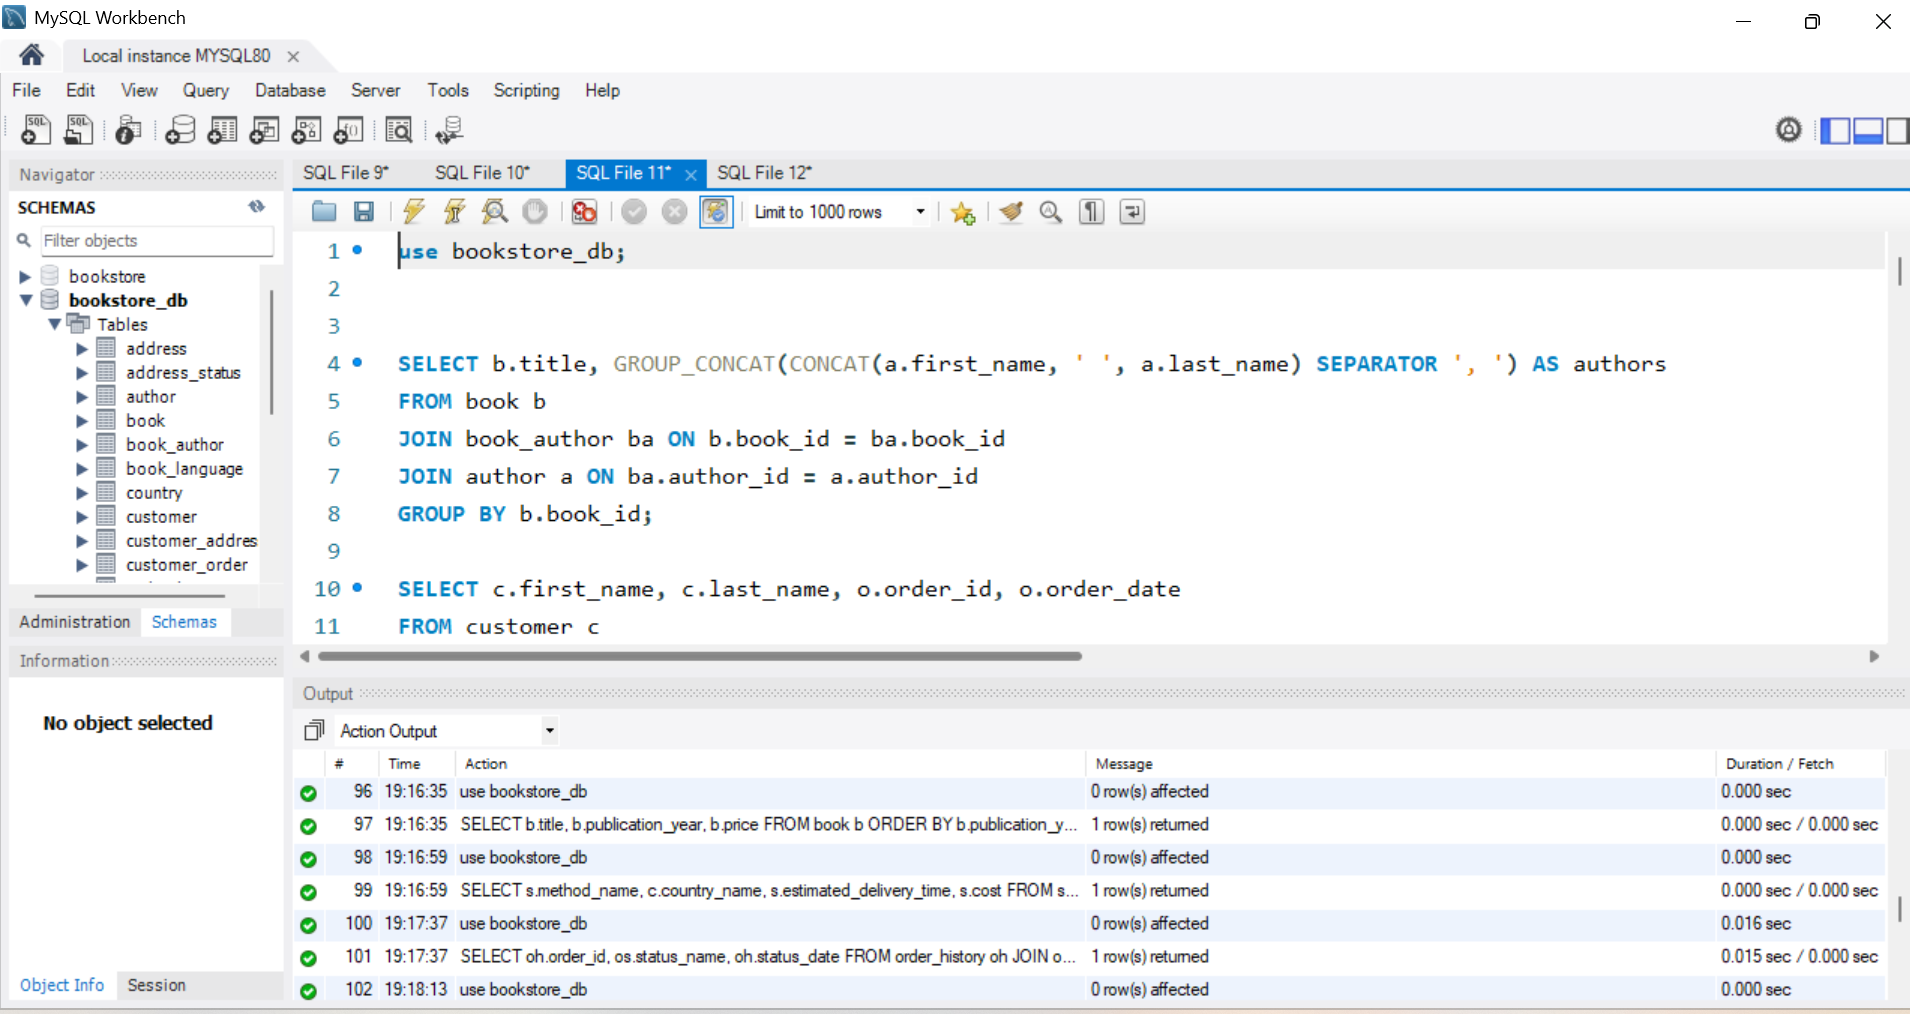 MySQL Workbench
Local instance MYSQL80
File Edit View Query Database Server Tools Scripting Help
Navigator
SCHEMAS
Filter objects
bookstore
bookstore_db
Tables
address
address_status
author
book
book_author
book_language
country
customer
customer_addres
customer_order
Administration Schemas
Information
No object selected
Object Info Session
SQL File 9* SQL File 10* SQL File 11* SQL File 12*
Limit to 1000 rows
1 use bookstore_db;
2
3
4 SELECT b.title, GROUP_CONCAT(CONCAT(a.first_name, ' ', a.last_name) SEPARATOR ', ') AS authors
5 FROM book b
6 JOIN book_author ba ON b.book_id = ba.book_id
7 JOIN author a ON ba.author_id = a.author_id
8 GROUP BY b.book_id;
9
10 SELECT c.first_name, c.last_name, o.order_id, o.order_date
11 FROM customer c
Output
Action Output
# Time Action Message Duration / Fetch
96 19:16:35 use bookstore_db 0 row(s) affected 0.000 sec
97 19:16:35 SELECT b.title, b.publication_year, b.price FROM book b ORDER BY b.publication_y... 1 row(s) returned 0.000 sec / 0.000 sec
98 19:16:59 use bookstore_db 0 row(s) affected 0.000 sec
99 19:16:59 SELECT s.method_name, c.country_name, s.estimated_delivery_time, s.cost FROM s... 1 row(s) returned 0.000 sec / 0.000 sec
100 19:17:37 use bookstore_db 0 row(s) affected 0.016 sec
101 19:17:37 SELECT oh.order_id, os.status_name, oh.status_date FROM order_history oh JOIN o... 1 row(s) returned 0.015 sec / 0.000 sec
102 19:18:13 use bookstore_db 0 row(s) affected 0.000 sec